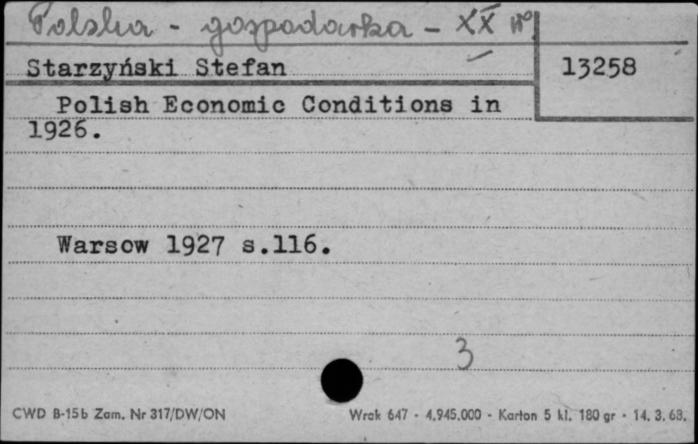 Polska - gospodarka - XX w.
Starzyński Stefan
13258
Polish Economic Conditions in
1926.
Warsow 1927 s.116.
3
CWD B-15b Zam. Nr 317/DW/ON
Wrak 647 - 4.945.000 - Karton 5 kl. 180 gr - 14. 3. 68.